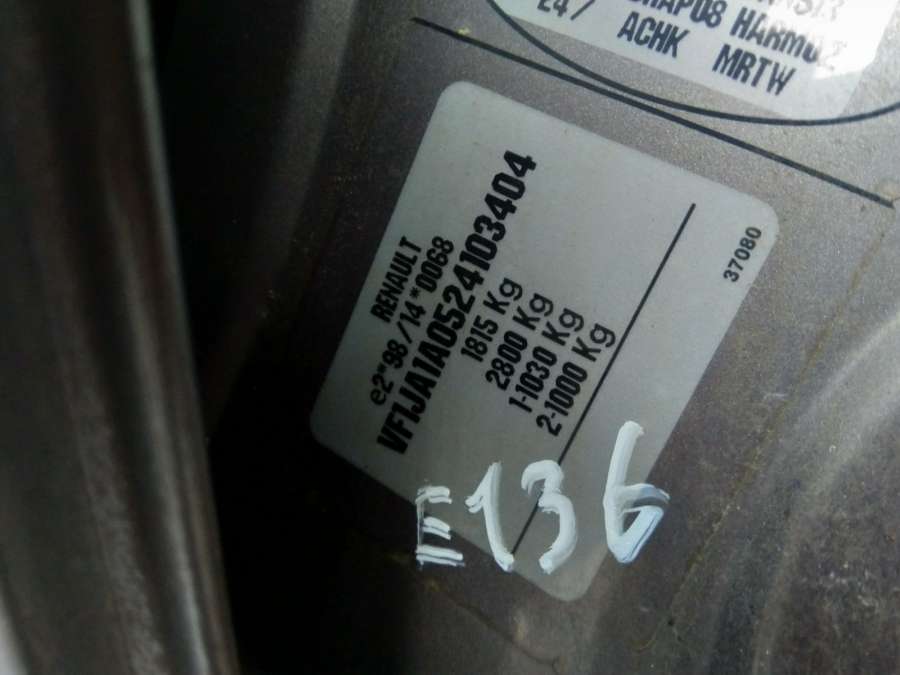 HARM
ACHK MRTW
RENAULT
e2*98/14*0068
VF1JA1A0524103404
1815 Kg
2800 Kg
1-1030 Kg
2-1000 Kg
37080
E136